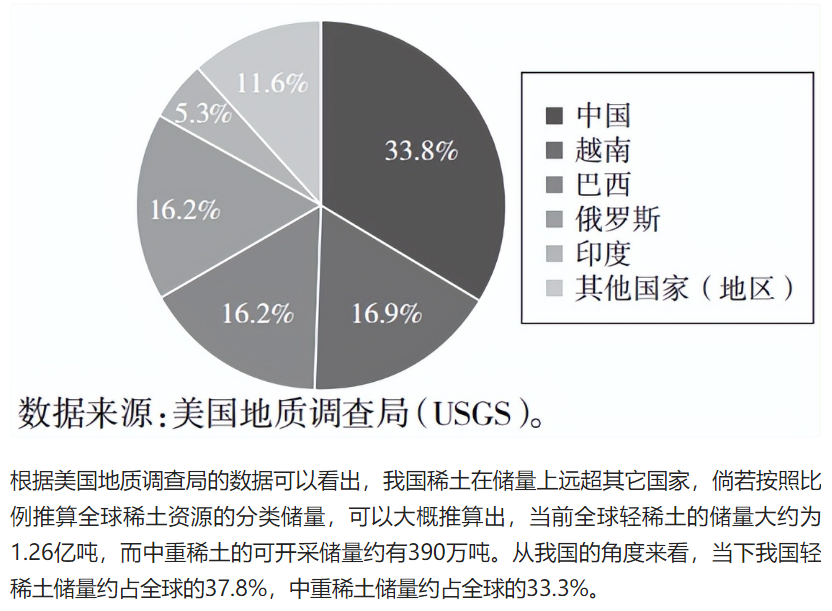 11.6%
5.3%
33.8%
16.2%
16.2%
16.9%
中国
越南
巴西
俄罗斯
印度
其他国家（地区）
数据来源：美国地质调查局（USGS）。
根据美国地质调查局的数据可以看出，我国稀土在储量上远超其它国家，倘若按照比
例推算全球稀土资源的分类储量，可以大概推算出，当前全球轻稀土的储量大约为
1.26亿吨，而中重稀土的可开采储量约有390万吨。从我国的角度来看，当下我国轻
稀土储量约占全球的37.8%，中重稀土储量约占全球的33.3%。